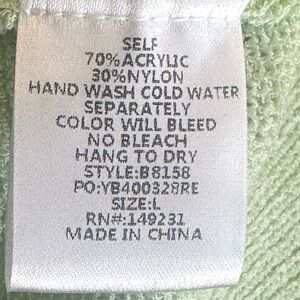 SELF
70%ACRYLIC
30%NYLON
HAND WASH COLD WATER
SEPARATELY
COLOR WILL BLEED
NO BLEACH
HANG TO DRY
STYLE:B8158
PO:YB400328RE
SIZE:L
RN#:149231
MADE IN CHINA